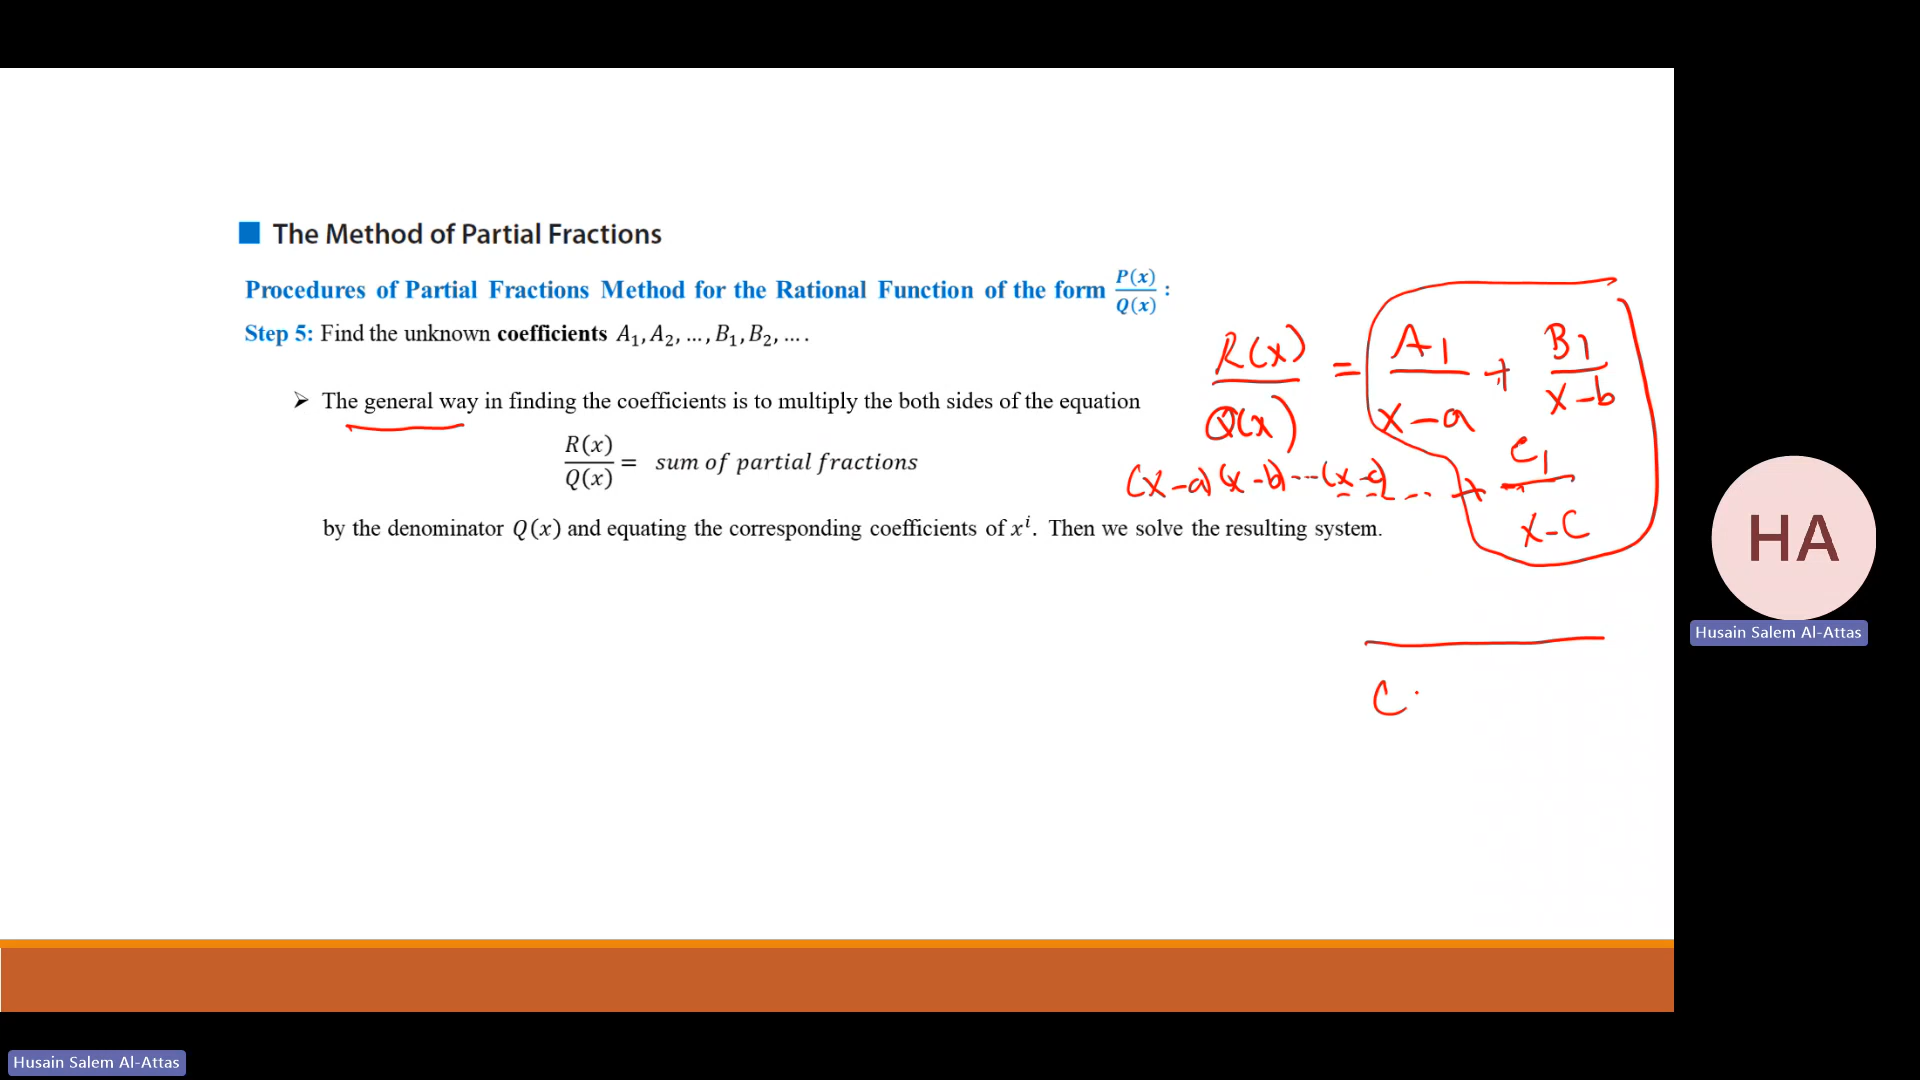 The Method of Partial Fractions
Procedures of Partial Fractions Method for the Rational Function of the form P(x)/Q(x) :
Step 5: Find the unknown coefficients A₁, A₂, …, B₁, B₂, … .
➢ The general way in finding the coefficients is to multiply the both sides of the equation
R(x)/Q(x) = sum of partial fractions
by the denominator Q(x) and equating the corresponding coefficients of xⁱ. Then we solve the resulting system.
R(x)/Q(x) = A₁/(x-a) + B₁/(x-b)
... + C₁/(x-c)
(x-a)(x-b)...(x-c)
C
HA
Husain Salem Al-Attas
Husain Salem Al-Attas